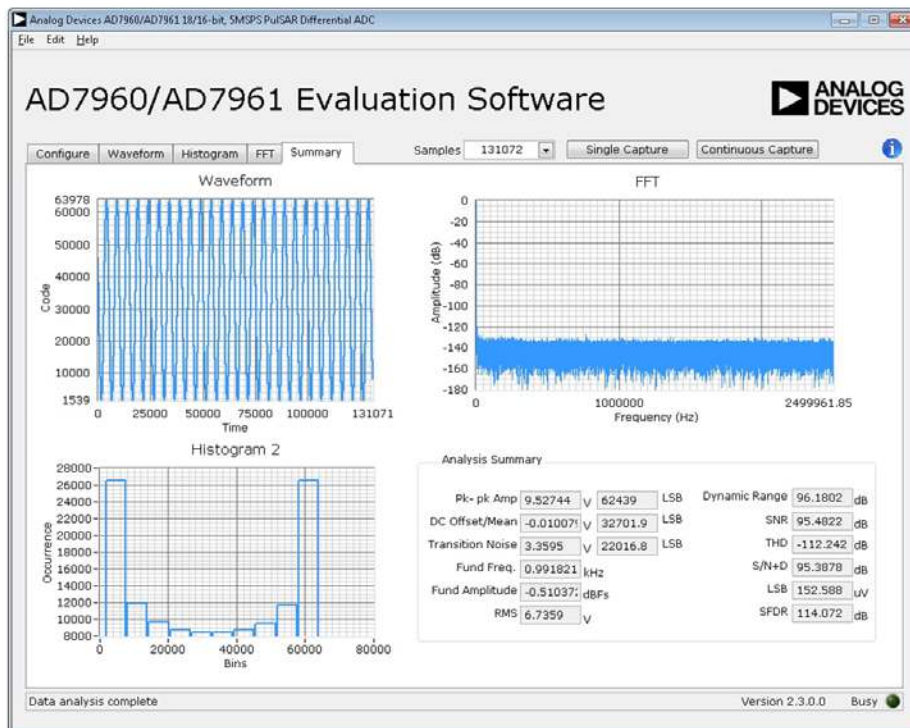 Analog Devices AD7960/AD7961 18/16-bit, 5MSPS PulSAR Differential ADC
File Edit Help
AD7960/AD7961 Evaluation Software
ANALOG
DEVICES
Configure Waveform Histogram FFT Summary Samples 131072 Single Capture Continuous Capture
Waveform
63978
60000
50000
40000
30000
20000
10000
1539
Code
0 25000 50000 75000 100000 131071
Time
FFT
0
-20
-40
-60
-80
-100
-120
-140
-160
-180
Amplitude (dB)
0 1000000 2499961.85
Frequency (Hz)
Histogram 2
28000
26000
24000
22000
20000
18000
16000
14000
12000
10000
8000
Occurrence
0 20000 40000 60000 80000
Bins
Analysis Summary
Pk- pk Amp 9.52744 V 62439 LSB
DC Offset/Mean -0.01007 V 32701.9 LSB
Transition Noise 3.3595 V 22016.8 LSB
Fund Freq. 0.991821 kHz
Fund Amplitude -0.51037 dBFs
RMS 6.7359 V
Dynamic Range 96.1802 dB
SNR 95.4822 dB
THD -112.242 dB
S/N+D 95.3878 dB
LSB 152.588 uV
SFDR 114.072 dB
Data analysis complete Version 2.3.0.0 Busy